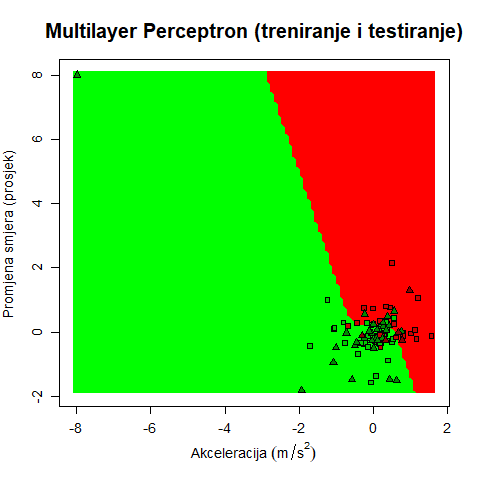 Multilayer Perceptron (treniranje i testiranje)
Promjena smjera (prosjek)
8
6
4
2
0
-2
-8 -6 -4 -2 0 2
Akceleracija (m/s²)